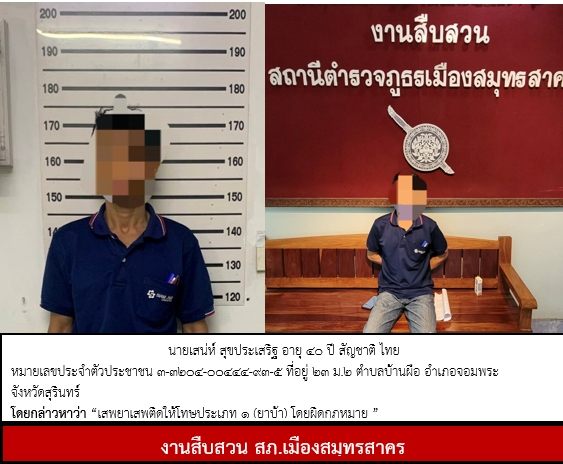 200 200
190 190
180 180
170 170
160 160
150 150
140
130
120
งานสืบสวน
สถานีตำรวจภูธรเมืองสมุทรสาคร
นายเสน่ห์ สุขประเสริฐ อายุ ๔๐ ปี สัญชาติ ไทย
หมายเลขประจำตัวประชาชน ๓-๓๒๐๔-๐๐๔๔๔-๙๓-๕ ที่อยู่ ๒๓ ม.๒ ตำบลบ้านผือ อำเภอจอมพระ
จังหวัดสุรินทร์
โดยกล่าวหาว่า “เสพยาเสพติดให้โทษประเภท ๑ (ยาบ้า) โดยผิดกฎหมาย ”
งานสืบสวน สภ.เมืองสมุทรสาคร